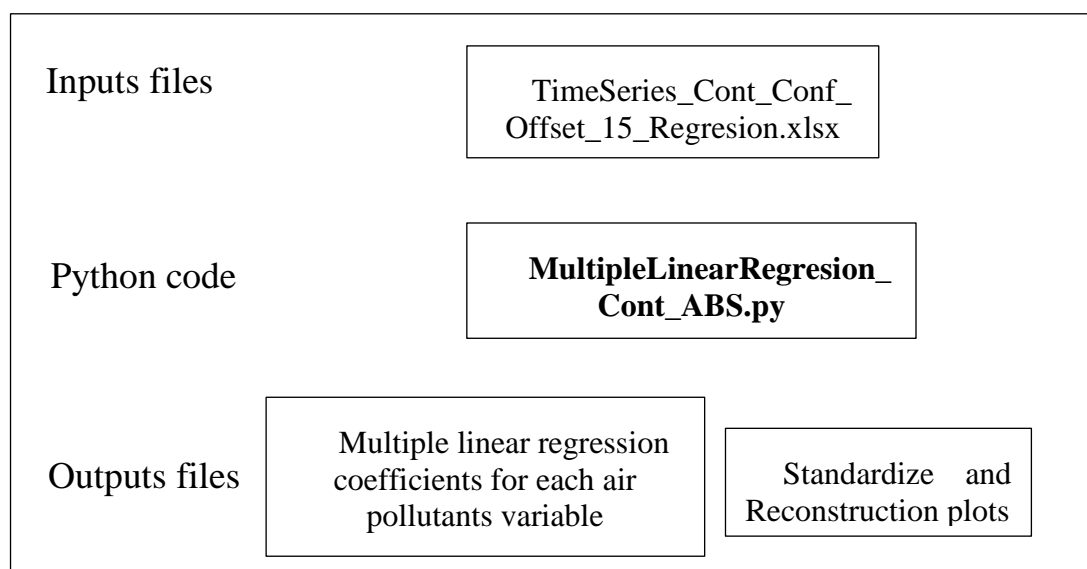 Inputs files
TimeSeries_Cont_Conf_
Offset_15_Regresion.xlsx
Python code
MultipleLinearRegresion_
Cont_ABS.py
Outputs files
Multiple linear regression
coefficients for each air
pollutants variable
Standardize and
Reconstruction plots